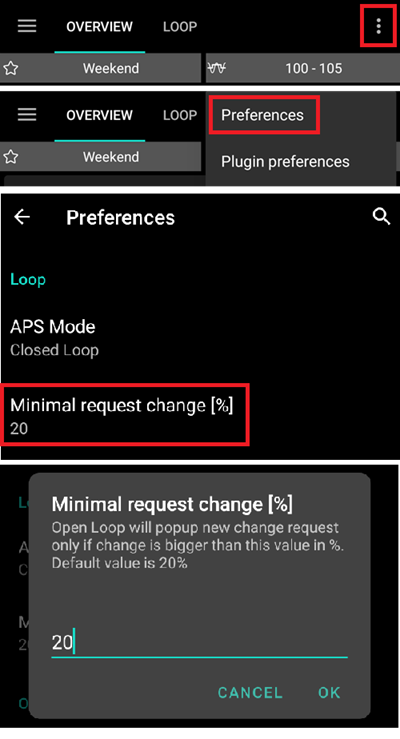 OVERVIEW LOOP
Weekend 100 - 105
OVERVIEW LOOP Preferences
Weekend Plugin preferences
Preferences
Loop
APS Mode
Closed Loop
Minimal request change [%]
20
Minimal request change [%]
Open Loop will popup new change request
only if change is bigger than this value in %.
Default value is 20%
20
CANCEL OK